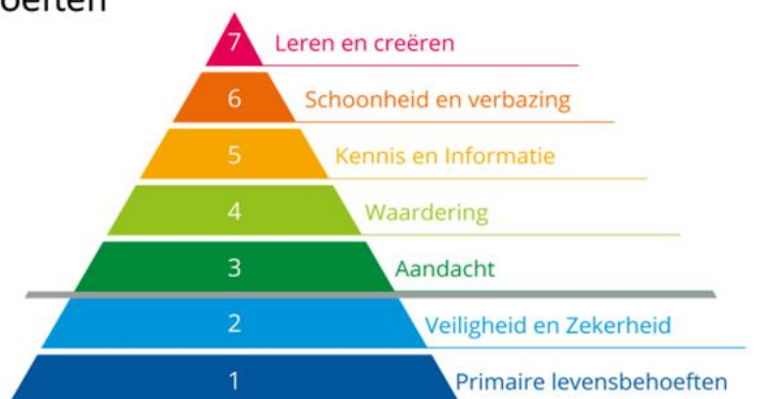 7 Leren en creëren
6 Schoonheid en verbazing
5 Kennis en Informatie
4 Waardering
3 Aandacht
2 Veiligheid en Zekerheid
1 Primaire levensbehoeften